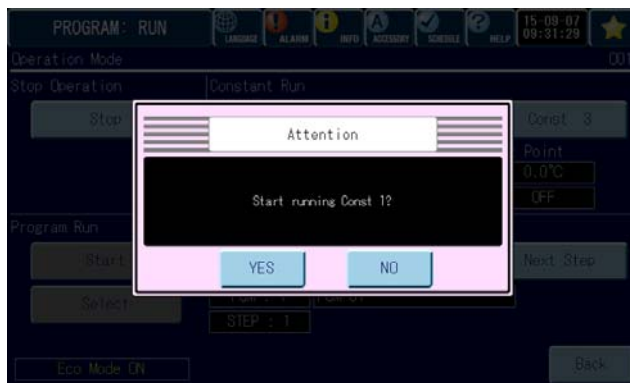 PROGRAM: RUN
LANGUAGE
ALARM
INFO
ACCESSORY
SCHEDULE
HELP
15-09-07
09:31:29
Operation Mode
001
Stop Operation
Constant Run
Stop
Const 3
Attention
Point
0.0°C
OFF
Start running Const 1?
Program Run
Start
YES
NO
Next Step
Select
STEP : 1
Eco Mode ON
Back